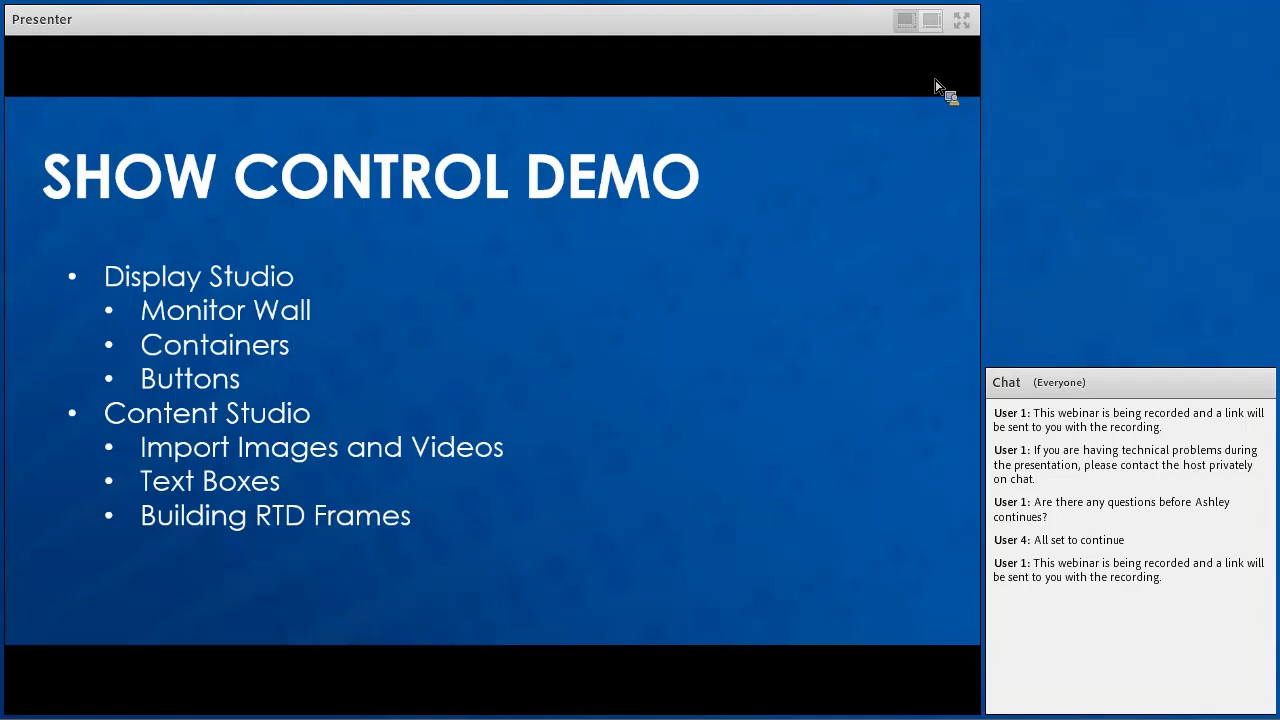 Presenter
SHOW CONTROL DEMO
• Display Studio
• Monitor Wall
• Containers
• Buttons
• Content Studio
• Import Images and Videos
• Text Boxes
• Building RTD Frames
Chat (Everyone)
User 1: This webinar is being recorded and a link will
be sent to you with the recording.
User 1: If you are having technical problems during
the presentation, please contact the host privately
on chat.
User 1: Are there any questions before Ashley
continues?
User 4: All set to continue
User 1: This webinar is being recorded and a link will
be sent to you with the recording.